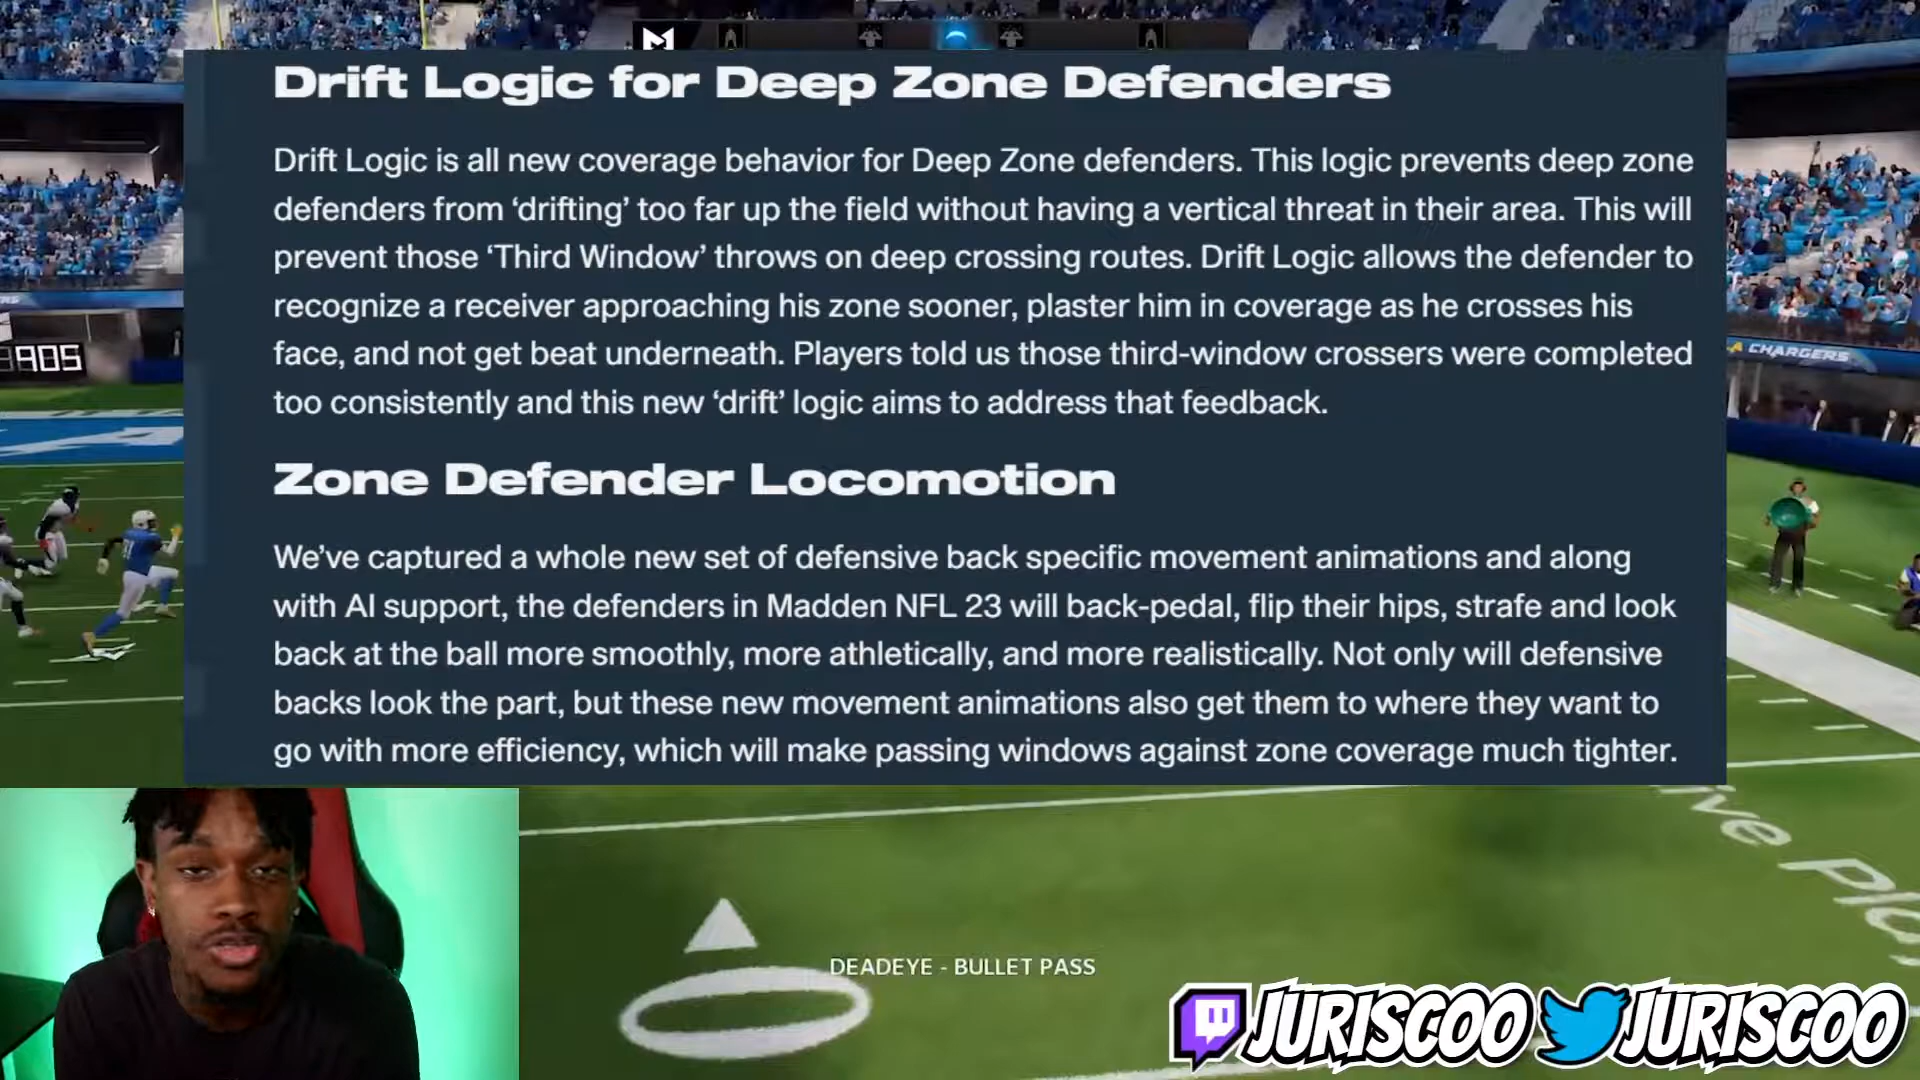 Drift Logic for Deep Zone Defenders
Drift Logic is all new coverage behavior for Deep Zone defenders. This logic prevents deep zone
defenders from ‘drifting’ too far up the field without having a vertical threat in their area. This will
prevent those ‘Third Window’ throws on deep crossing routes. Drift Logic allows the defender to
recognize a receiver approaching his zone sooner, plaster him in coverage as he crosses his
face, and not get beat underneath. Players told us those third-window crossers were completed
too consistently and this new ‘drift’ logic aims to address that feedback.
Zone Defender Locomotion
We’ve captured a whole new set of defensive back specific movement animations and along
with AI support, the defenders in Madden NFL 23 will back-pedal, flip their hips, strafe and look
back at the ball more smoothly, more athletically, and more realistically. Not only will defensive
backs look the part, but these new movement animations also get them to where they want to
go with more efficiency, which will make passing windows against zone coverage much tighter.
CHARGERS
DEADEYE - BULLET PASS
JURISCOO JURISCOO